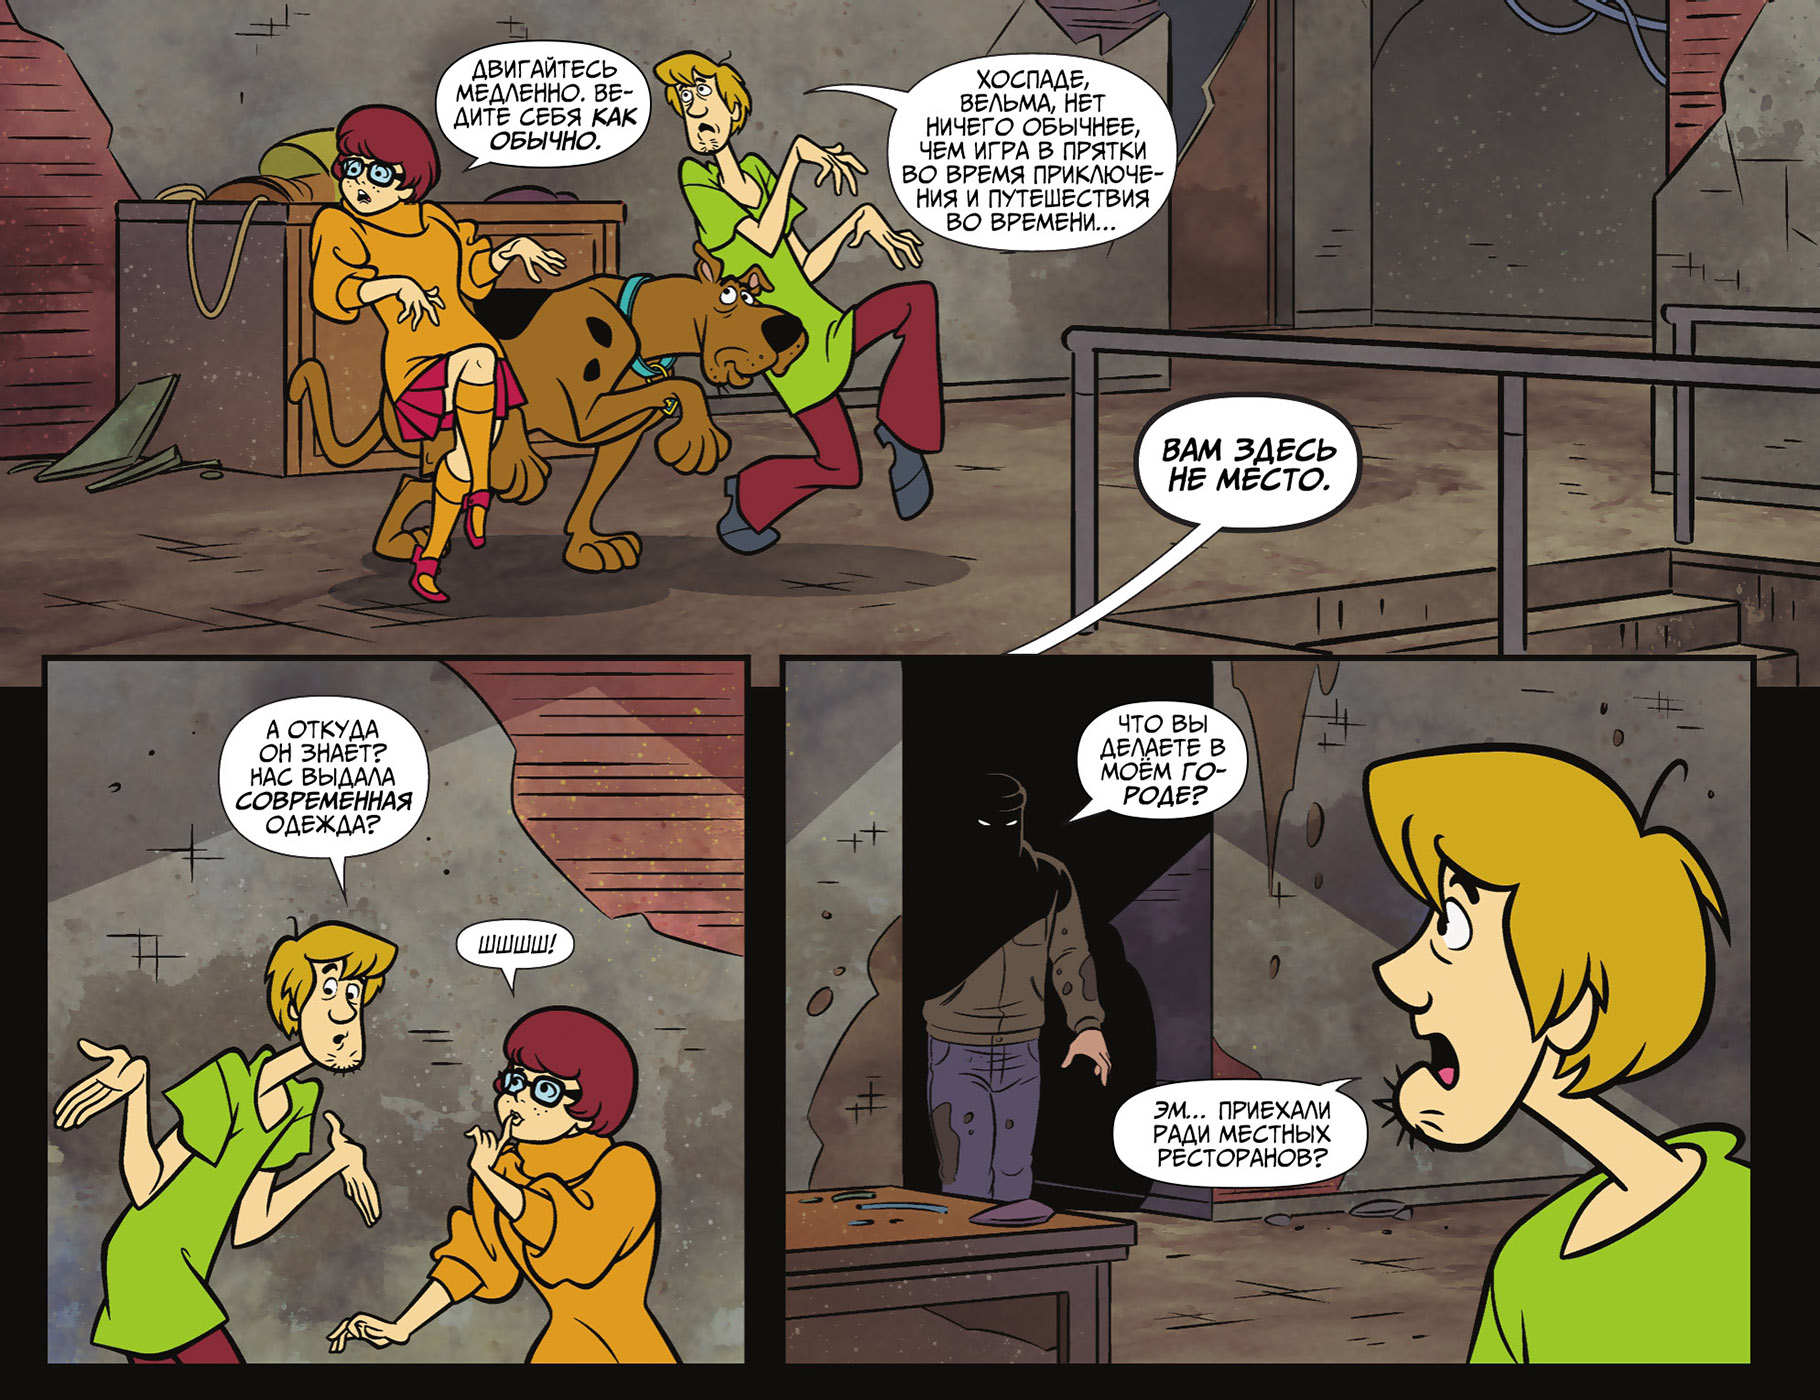 ДВИГАЙТЕСЬ
МЕДЛЕННО. ВЕ-
ДИТЕ СЕБЯ КАК
ОБЫЧНО.
ХОСПАДЕ,
ВЕЛЬМА, НЕТ
НИЧЕГО ОБЫЧНЕЕ,
ЧЕМ ИГРА В ПРЯТКИ
ВО ВРЕМЯ ПРИКЛЮЧЕ-
НИЯ И ПУТЕШЕСТВИЯ
ВО ВРЕМЕНИ...
ВАМ ЗДЕСЬ
НЕ МЕСТО.
А ОТКУДА
ОН ЗНАЕТ?
НАС ВЫДАЛА
СОВРЕМЕННАЯ
ОДЕЖДА?
ШШШШ!
ЧТО ВЫ
ДЕЛАЕТЕ В
МОЁМ ГО-
РОДЕ?
ЭМ... ПРИЕХАЛИ
РАДИ МЕСТНЫХ
РЕСТОРАНОВ?